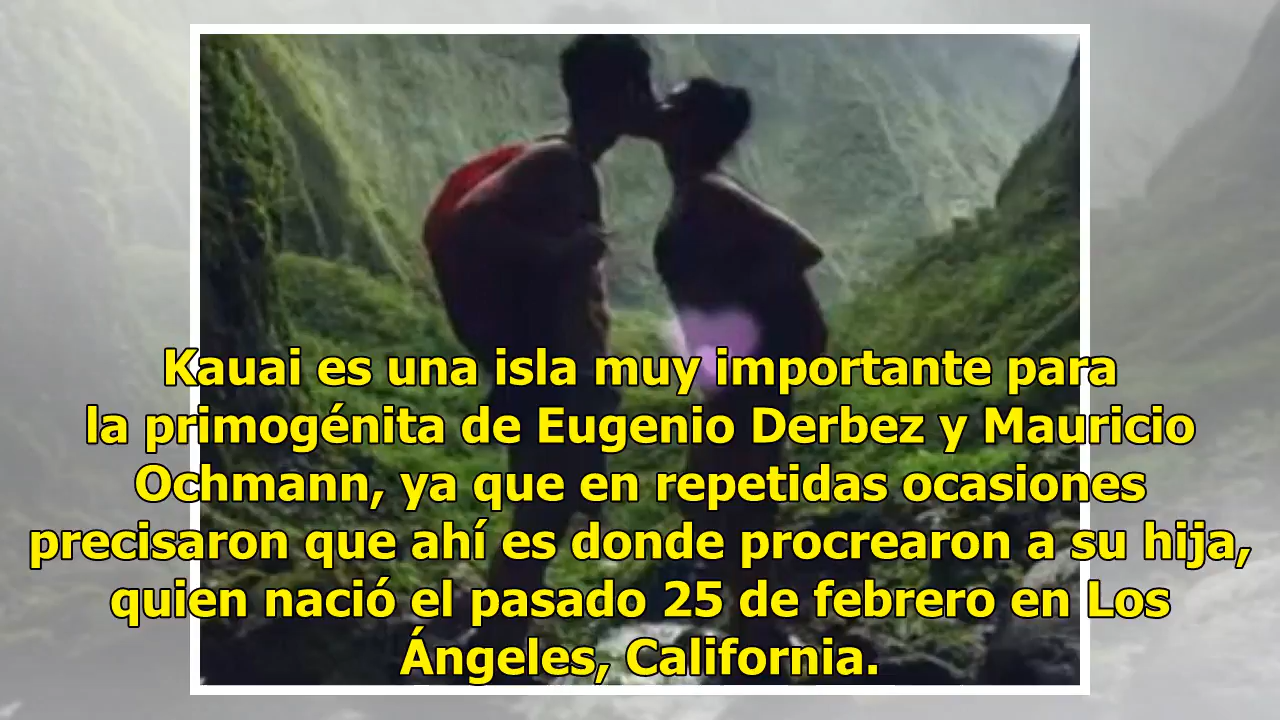 Kauai es una isla muy importante para
la primogénita de Eugenio Derbez y Mauricio
Ochmann, ya que en repetidas ocasiones
precisaron que ahí es donde procrearon a su hija,
quien nació el pasado 25 de febrero en Los
Ángeles, California.